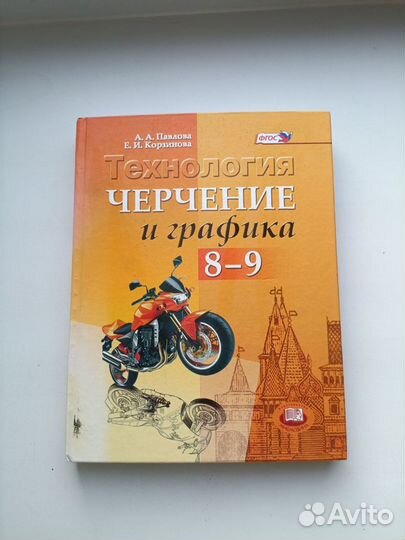 А. А. Павлова
Е. И. Корзинова
ФГОС
Технология
ЧЕРЧЕНИЕ
и графика
8–9
Avito